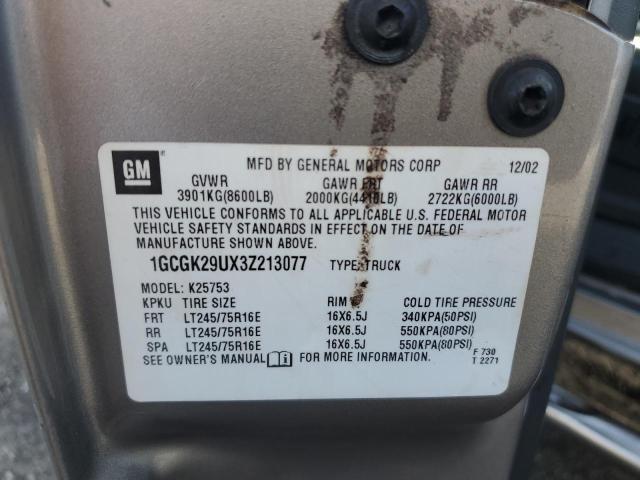 GM
MFD BY GENERAL MOTORS CORP 12/02
GVWR GAWR FRT GAWR RR
3901KG(8600LB) 2000KG(4410LB) 2722KG(6000LB)
THIS VEHICLE CONFORMS TO ALL APPLICABLE U.S. FEDERAL MOTOR
VEHICLE SAFETY STANDARDS IN EFFECT ON THE DATE OF
MANUFACTURE SHOWN ABOVE.
1GCGK29UX3Z213077 TYPE:TRUCK
MODEL: K25753
KPKU TIRE SIZE RIM COLD TIRE PRESSURE
FRT LT245/75R16E 16X6.5J 340KPA(50PSI)
RR LT245/75R16E 16X6.5J 550KPA(80PSI)
SPA LT245/75R16E 16X6.5J 550KPA(80PSI)
SEE OWNER'S MANUAL FOR MORE INFORMATION. F 730
T 2271